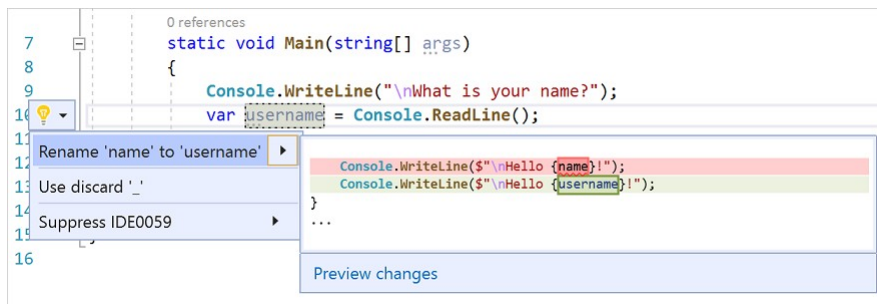 0 references
7 static void Main(string[] args)
8 {
9 Console.WriteLine("\nWhat is your name?");
10 var username = Console.ReadLine();
11
12 Rename 'name' to 'username'
13 Use discard '_'
14 Suppress IDE0059
15 }
16
Console.WriteLine($"\nHello {name}!");
Console.WriteLine($"\nHello {username}!");
}
...
Preview changes